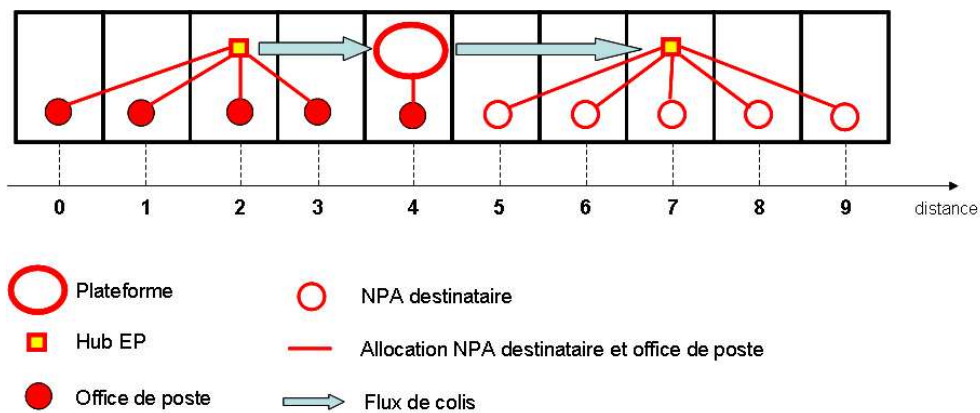 0 1 2 3 4 5 6 7 8 9 distance
Plateforme
NPA destinataire
Hub EP
Allocation NPA destinataire et office de poste
Office de poste
Flux de colis